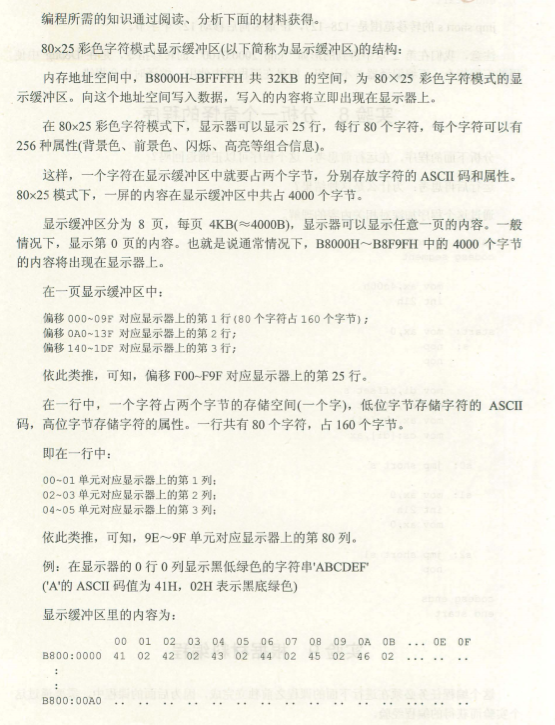 编程所需的知识通过阅读、分析下面的材料获得。
80×25 彩色字符模式显示缓冲区(以下简称为显示缓冲区)的结构:
内存地址空间中，B8000H~BFFFFH 共 32KB 的空间，为 80×25 彩色字符模式的显
示缓冲区。向这个地址空间写入数据，写入的内容将立即出现在显示器上。
在 80×25 彩色字符模式下，显示器可以显示 25 行，每行 80 个字符，每个字符可以有
256 种属性(背景色、前景色、闪烁、高亮等组合信息)。
这样，一个字符在显示缓冲区中就要占两个字节，分别存放字符的 ASCII 码和属性。
80×25 模式下，一屏的内容在显示缓冲区中共占 4000 个字节。
显示缓冲区分为 8 页，每页 4KB(≈4000B)，显示器可以显示任意一页的内容。一般
情况下，显示第 0 页的内容。也就是说通常情况下，B8000H~B8F9FH 中的 4000 个字节
的内容将出现在显示器上。
在一页显示缓冲区中:
偏移 000~09F 对应显示器上的第 1 行(80 个字符占 160 个字节);
偏移 0A0~13F 对应显示器上的第 2 行;
偏移 140~1DF 对应显示器上的第 3 行;
依此类推，可知，偏移 F00~F9F 对应显示器上的第 25 行。
在一行中，一个字符占两个字节的存储空间(一个字)，低位字节存储字符的 ASCII
码，高位字节存储字符的属性。一行共有 80 个字符，占 160 个字节。
即在一行中:
00~01 单元对应显示器上的第 1 列;
02~03 单元对应显示器上的第 2 列;
04~05 单元对应显示器上的第 3 列;
依此类推，可知，9E～9F 单元对应显示器上的第 80 列。
例: 在显示器的 0 行 0 列显示黑低绿色的字符串'ABCDEF'
('A'的 ASCII 码值为 41H，02H 表示黑底绿色)
显示缓冲区里的内容为:
00 01 02 03 04 05 06 07 08 09 0A 0B ... 0E 0F
B800:0000 41 02 42 02 43 02 44 02 45 02 46 02 ... .. ..
:
:
B800:00A0 .. .. .. .. .. .. .. .. .. .. .. .. ... .. ..